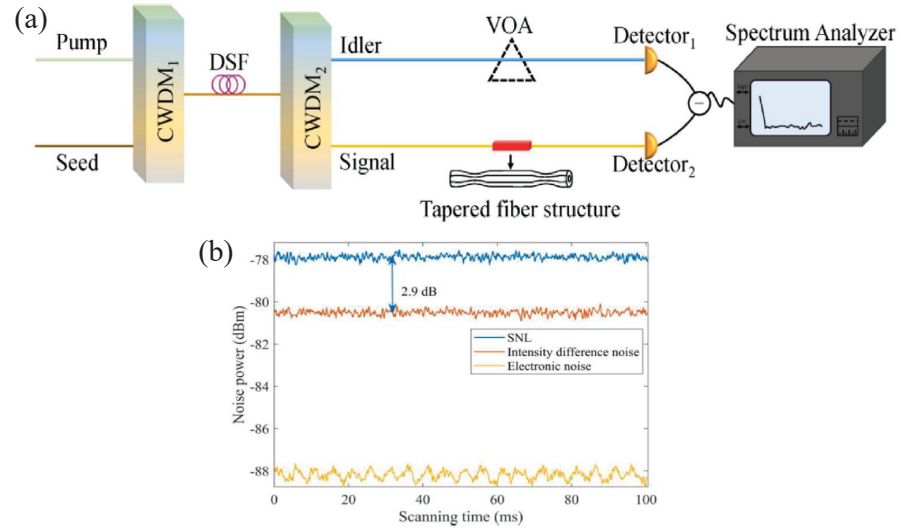 (a)
Pump
Seed
CWDM₁
DSF
CWDM₂
Idler
Signal
VOA
Tapered fiber structure
Detector₁
Detector₂
−
Spectrum Analyzer
(b)
Noise power (dBm)
-78
-80
-82
-84
-86
-88
2.9 dB
SNL
Intensity difference noise
Electronic noise
0 20 40 60 80 100
Scanning time (ms)